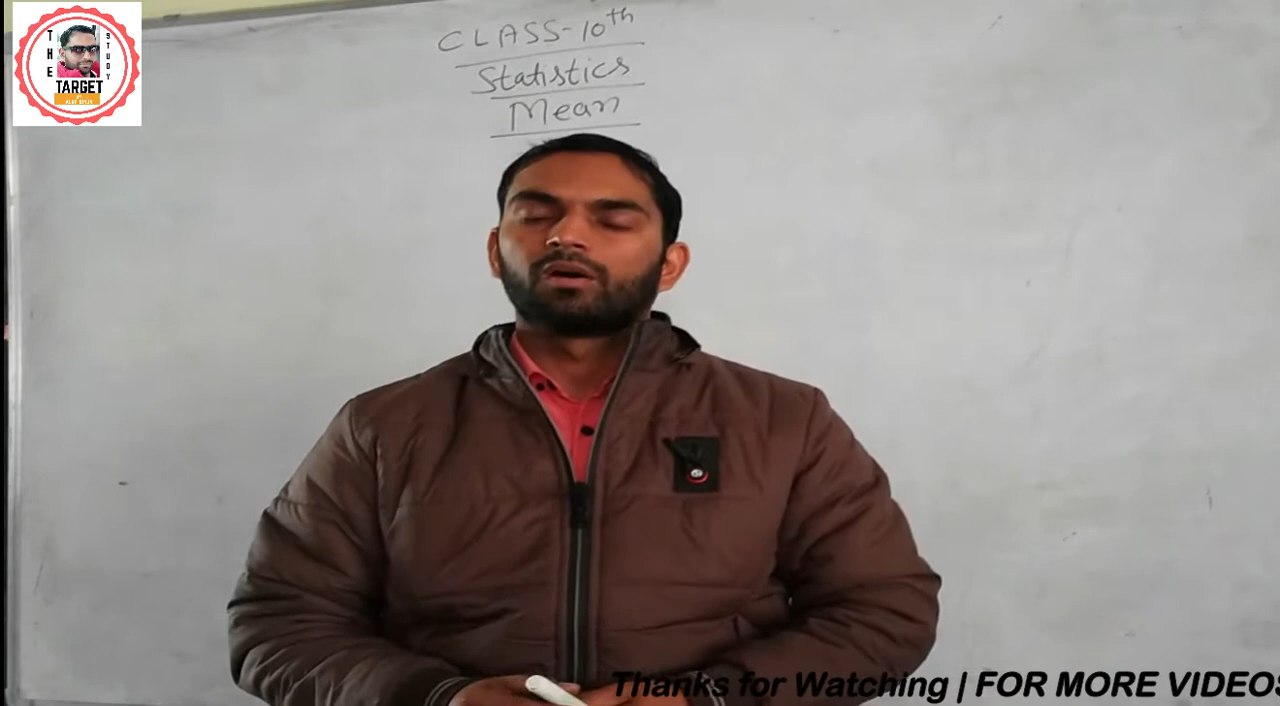 THE
STUDY
TARGET
CLASS-10th
Statistics
Mean
Thanks for Watching | FOR MORE VIDEOS